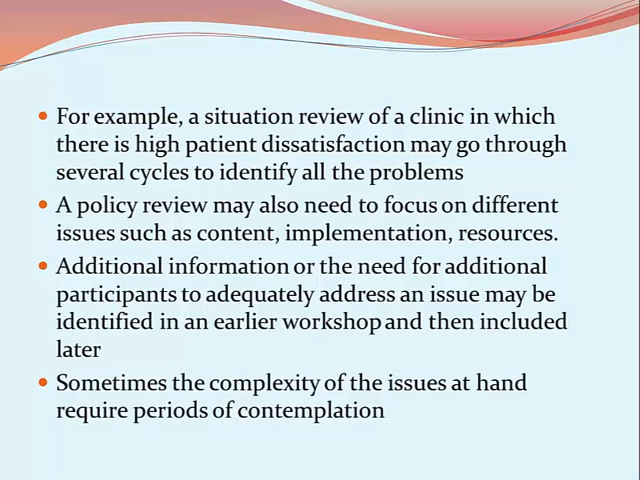 For example, a situation review of a clinic in which
there is high patient dissatisfaction may go through
several cycles to identify all the problems
A policy review may also need to focus on different
issues such as content, implementation, resources.
Additional information or the need for additional
participants to adequately address an issue may be
identified in an earlier workshop and then included
later
Sometimes the complexity of the issues at hand
require periods of contemplation